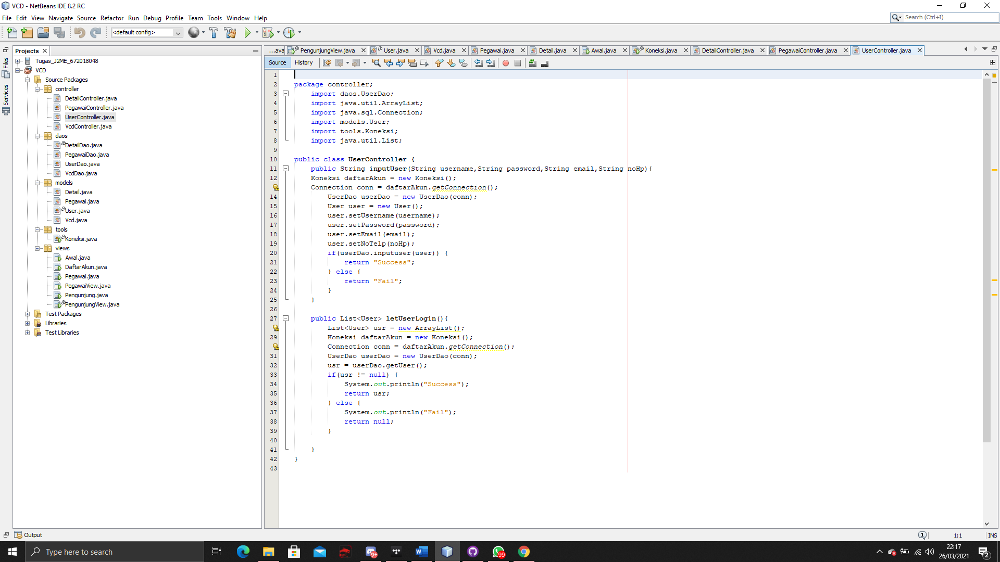 VCD - NetBeans IDE 8.2 RC
File Edit View Navigate Source Refactor Run Debug Profile Team Tools Window Help
Search (Ctrl+I)
<default config>
Files
Services
Projects
Tugas_J2ME_672018048
VCD
Source Packages
controller
DetailController.java
PegawaiController.java
UserController.java
VcdController.java
daos
DetailDao.java
PegawaiDao.java
UserDao.java
VcdDao.java
models
Detail.java
Pegawai.java
User.java
Vcd.java
tools
Koneksi.java
views
Awal.java
DaftarAkun.java
Pegawai.java
PegawaiView.java
Pengunjung.java
PengunjungView.java
Test Packages
Libraries
Test Libraries
...ava PengunjungView.java User.java Vcd.java Pegawai.java Detail.java Awal.java Koneksi.java DetailController.java PegawaiController.java UserController.java
Source History
1
2 package controller;
3 import daos.UserDao;
4 import java.util.ArrayList;
5 import java.sql.Connection;
6 import models.User;
7 import tools.Koneksi;
8 import java.util.List;
9
10 public class UserController {
11 public String inputUser(String username,String password,String email,String noHp){
12 Koneksi daftarAkun = new Koneksi();
Connection conn = daftarAkun.getConnection();
14 UserDao userDao = new UserDao(conn);
15 User user = new User();
16 user.setUsername(username);
17 user.setPassword(password);
18 user.setEmail(email);
19 user.setNoTelp(noHp);
20 if(userDao.inputuser(user)) {
21 return "Success";
22 } else {
23 return "Fail";
24 }
25 }
26
27 public List<User> letUserLogin(){
List<User> usr = new ArrayList();
29 Koneksi daftarAkun = new Koneksi();
Connection conn = daftarAkun.getConnection();
31 UserDao userDao = new UserDao(conn);
32 usr = userDao.getUser();
33 if(usr != null) {
34 System.out.println("Success");
35 return usr;
36 } else {
37 System.out.println("Fail");
38 return null;
39 }
40
41 }
42 }
43
Output
1
1:1
INS
Type here to search
9+
99
22:17
26/03/2021
2